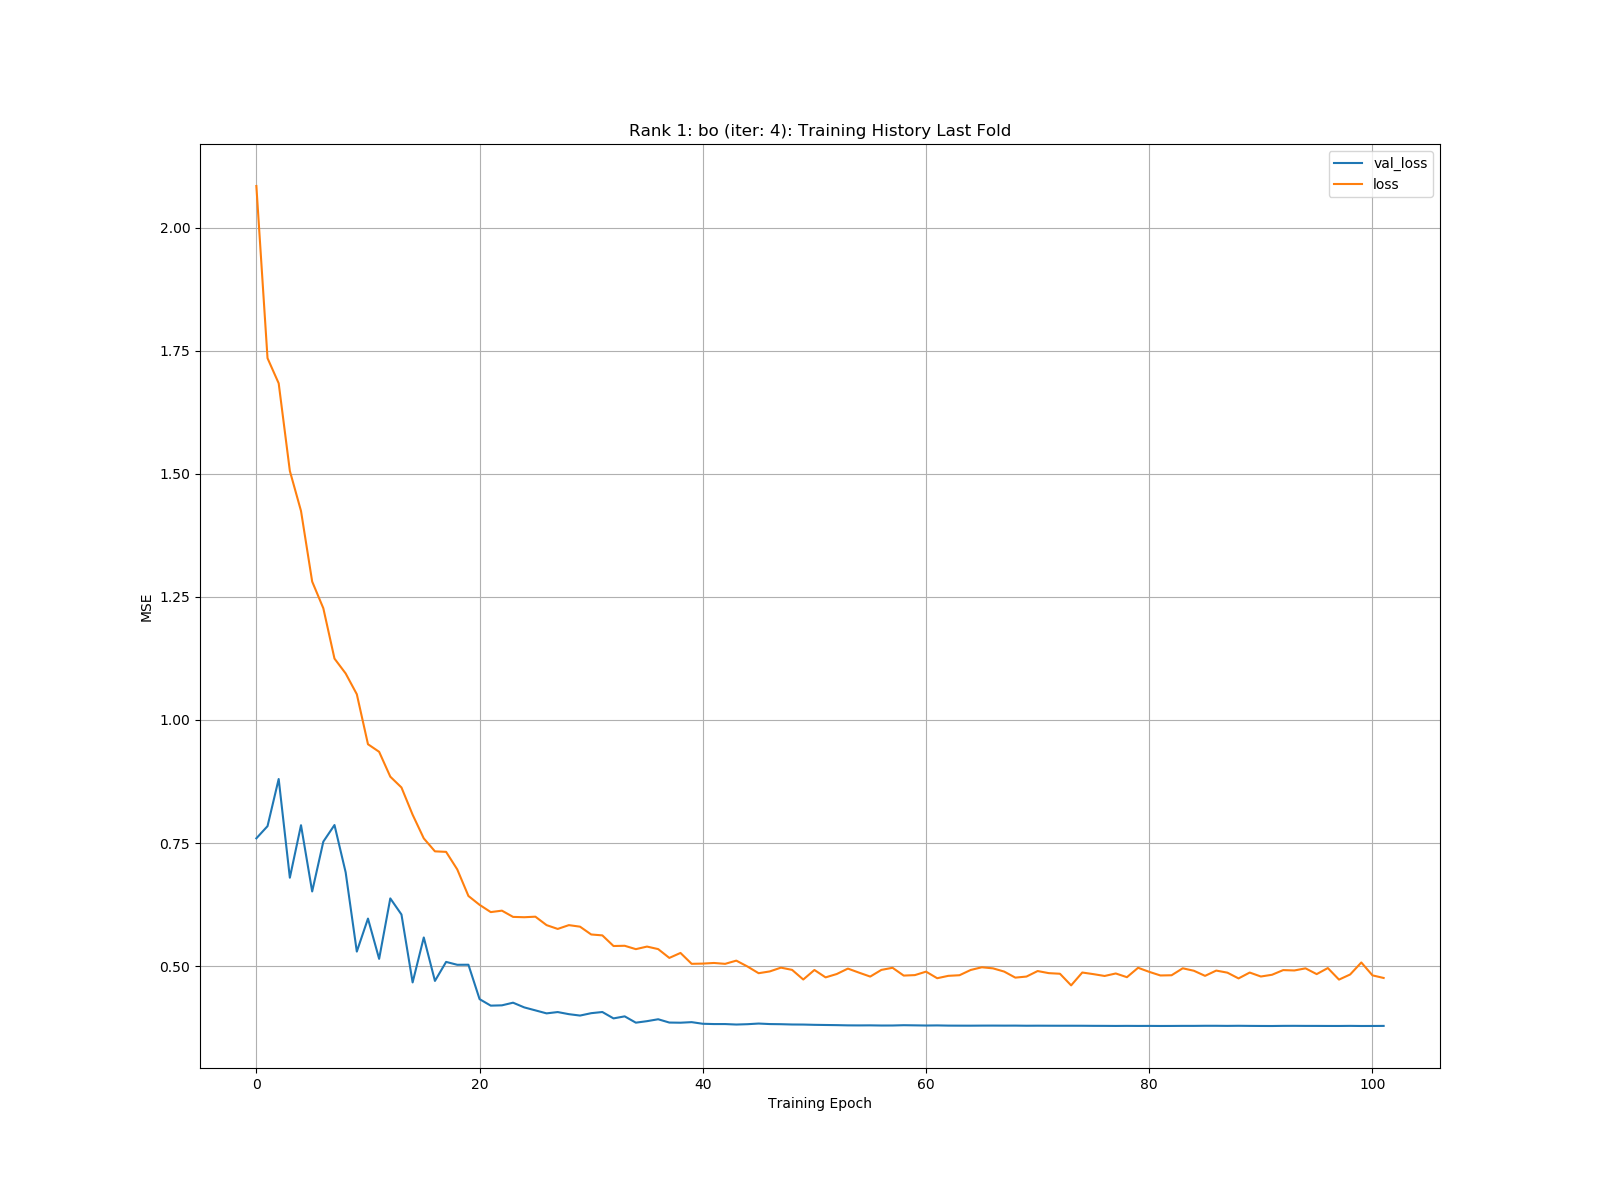 Rank 1: bo (iter: 4): Training History Last Fold
val_loss
loss
2.00
1.75
1.50
1.25
1.00
0.75
0.50
MSE
0 20 40 60 80 100
Training Epoch